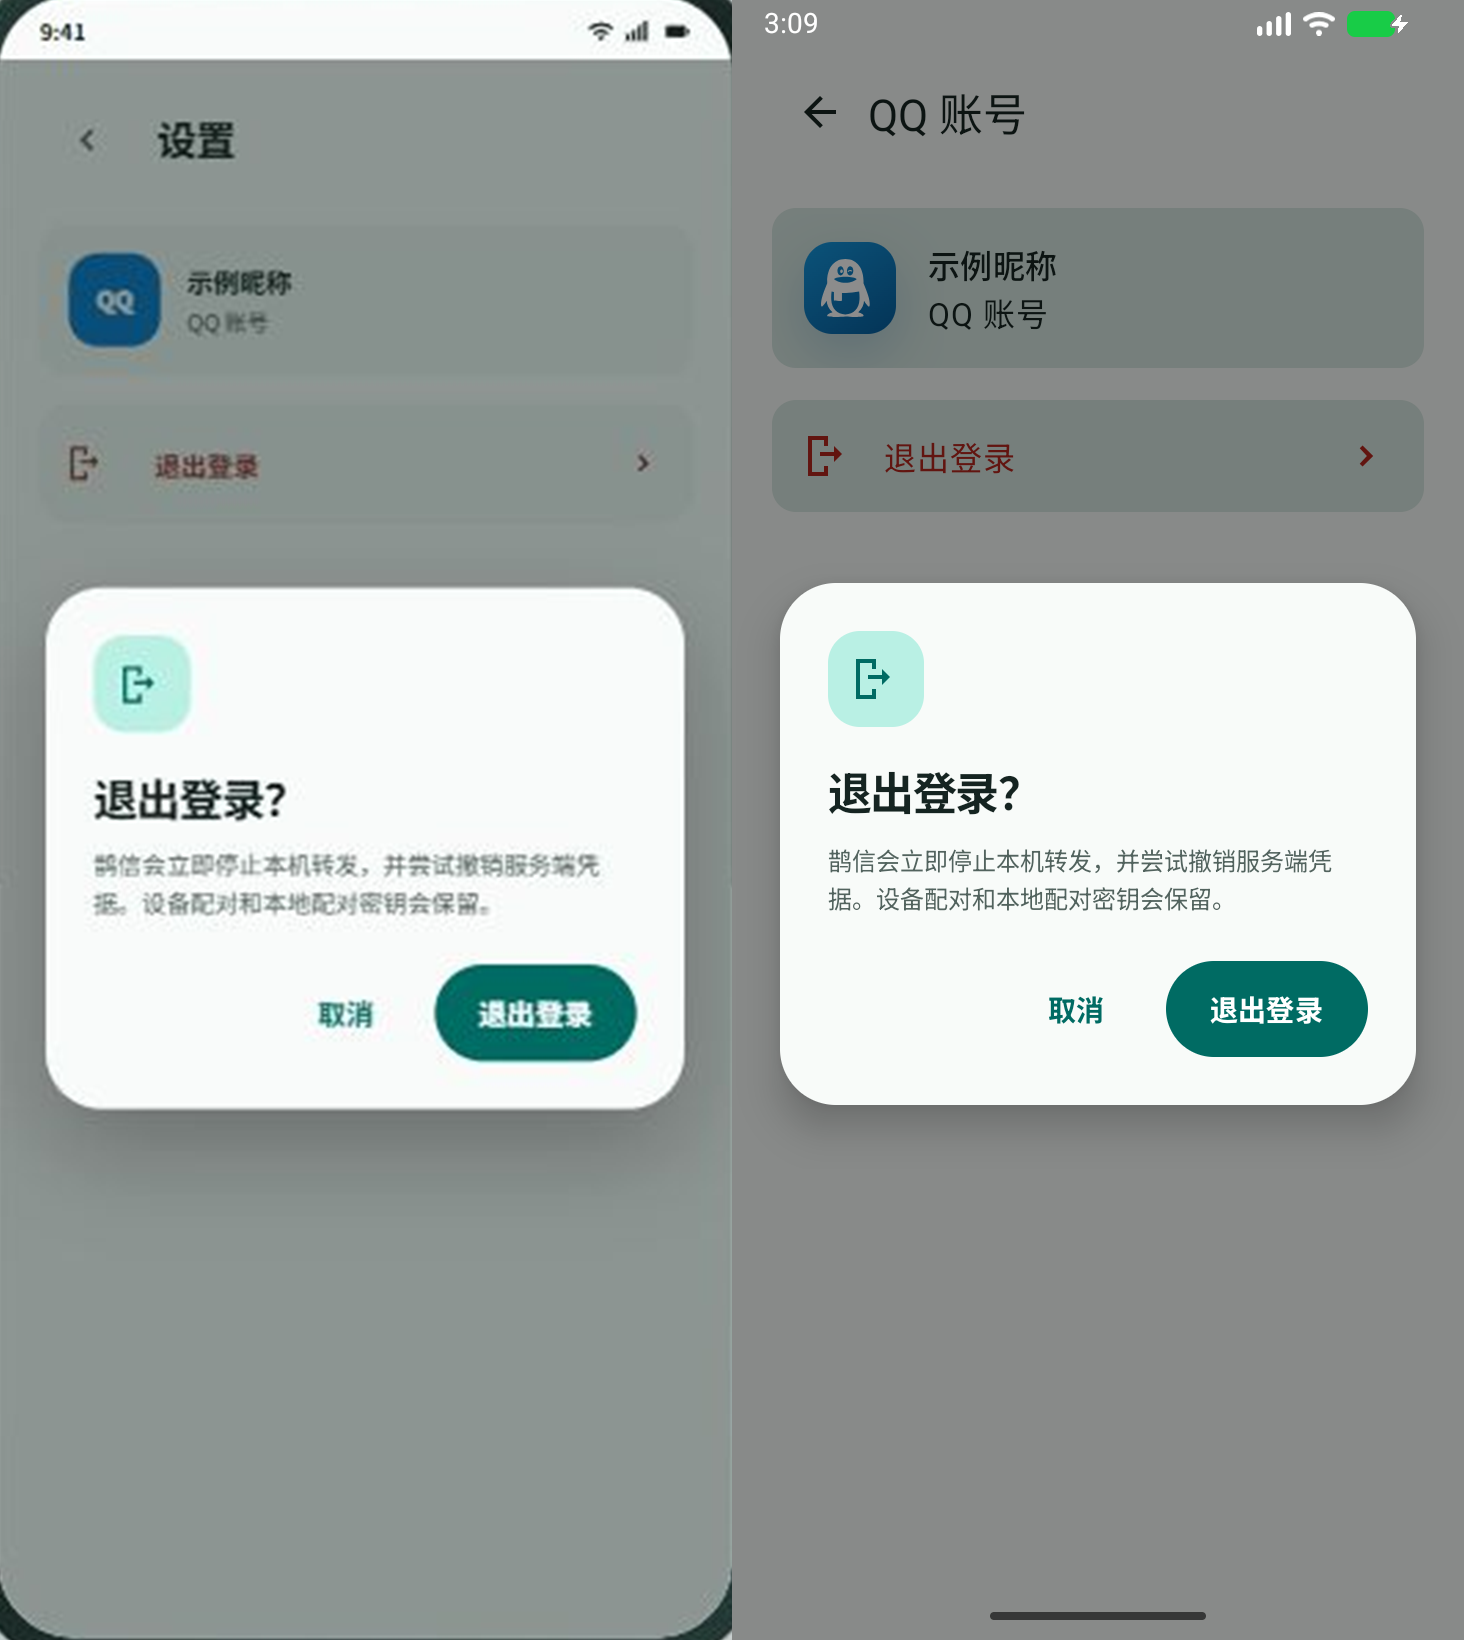 9:41
设置
QQ
示例昵称
QQ 账号
退出登录
退出登录？
鹊信会立即停止本机转发，并尝试撤销服务端凭
据。设备配对和本地配对密钥会保留。
取消
退出登录
3:09
QQ 账号
示例昵称
QQ 账号
退出登录
退出登录？
鹊信会立即停止本机转发，并尝试撤销服务端凭
据。设备配对和本地配对密钥会保留。
取消
退出登录